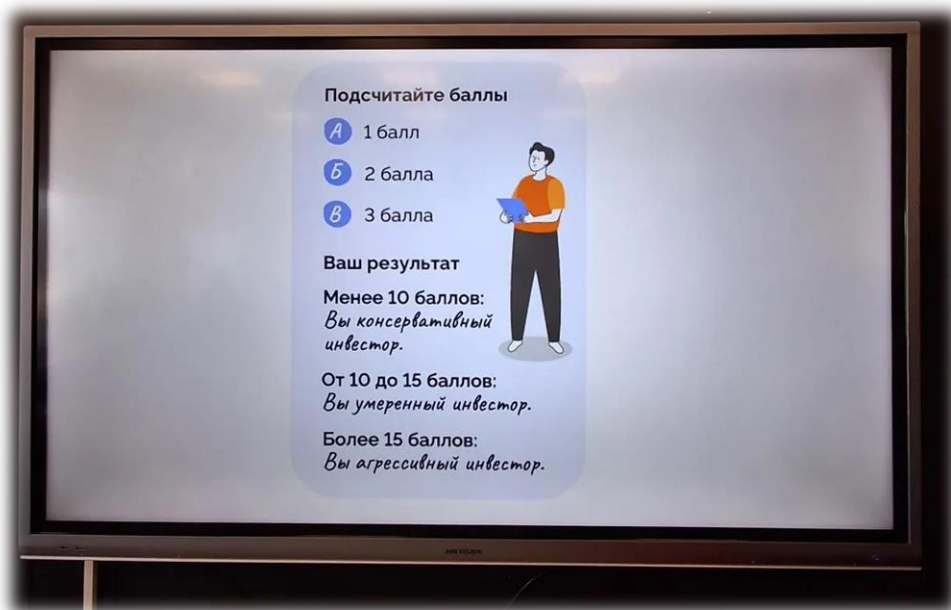 Подсчитайте баллы
А 1 балл
Б 2 балла
В 3 балла
Ваш результат
Менее 10 баллов:
Вы консервативный
инвестор.
От 10 до 15 баллов:
Вы умеренный инвестор.
Более 15 баллов:
Вы агрессивный инвестор.